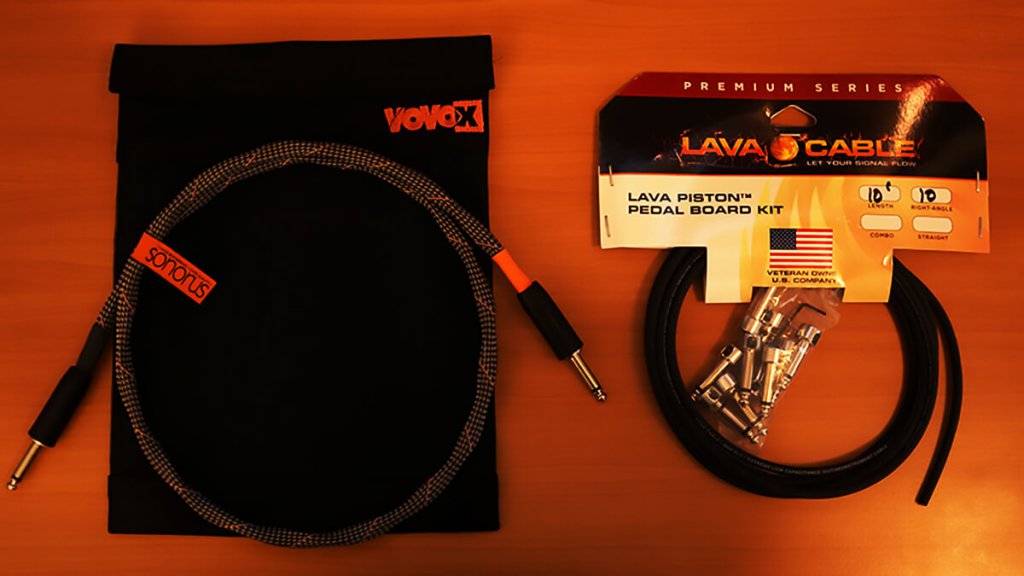 VOVOX
sonorus
PREMIUM SERIES
LAVA CABLE
LET YOUR SIGNAL FLOW
LAVA PISTON™
PEDAL BOARD KIT
10' 10
LENGTH RIGHT-ANGLE
COMBO STRAIGHT
VETERAN OWNED
U.S. COMPANY